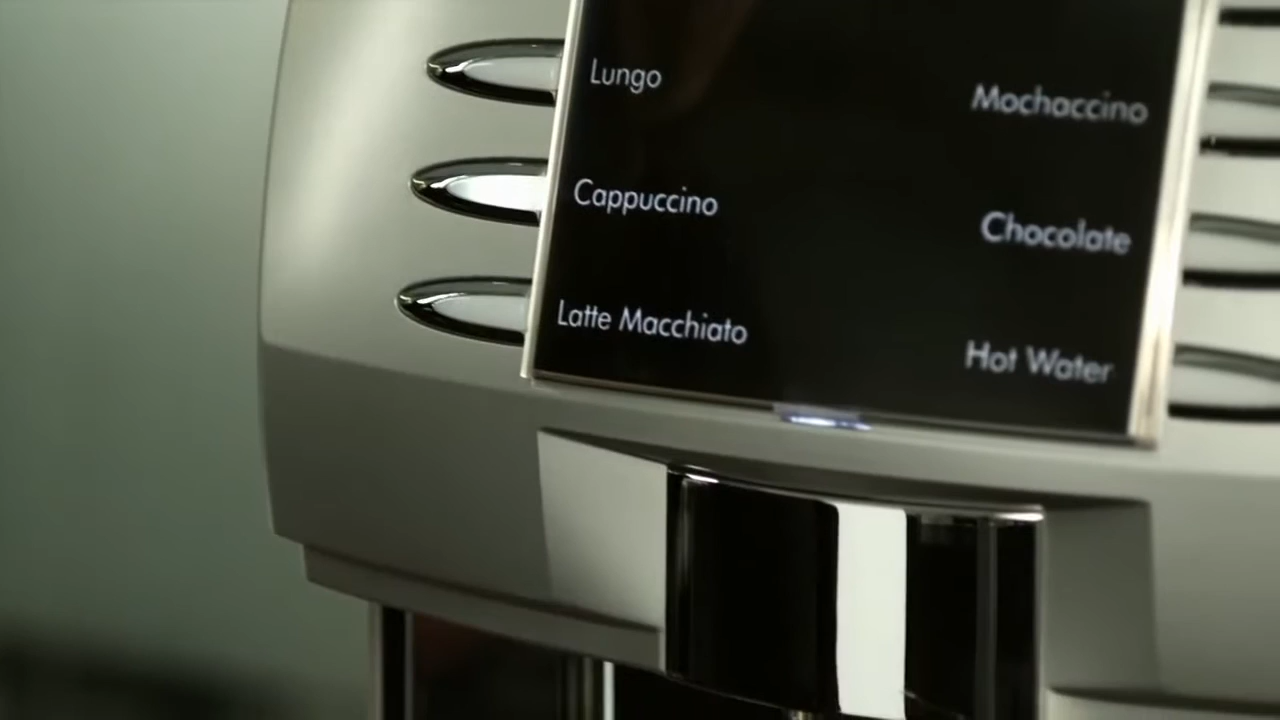 Lungo
Mochaccino
Cappuccino
Chocolate
Latte Macchiato
Hot Water